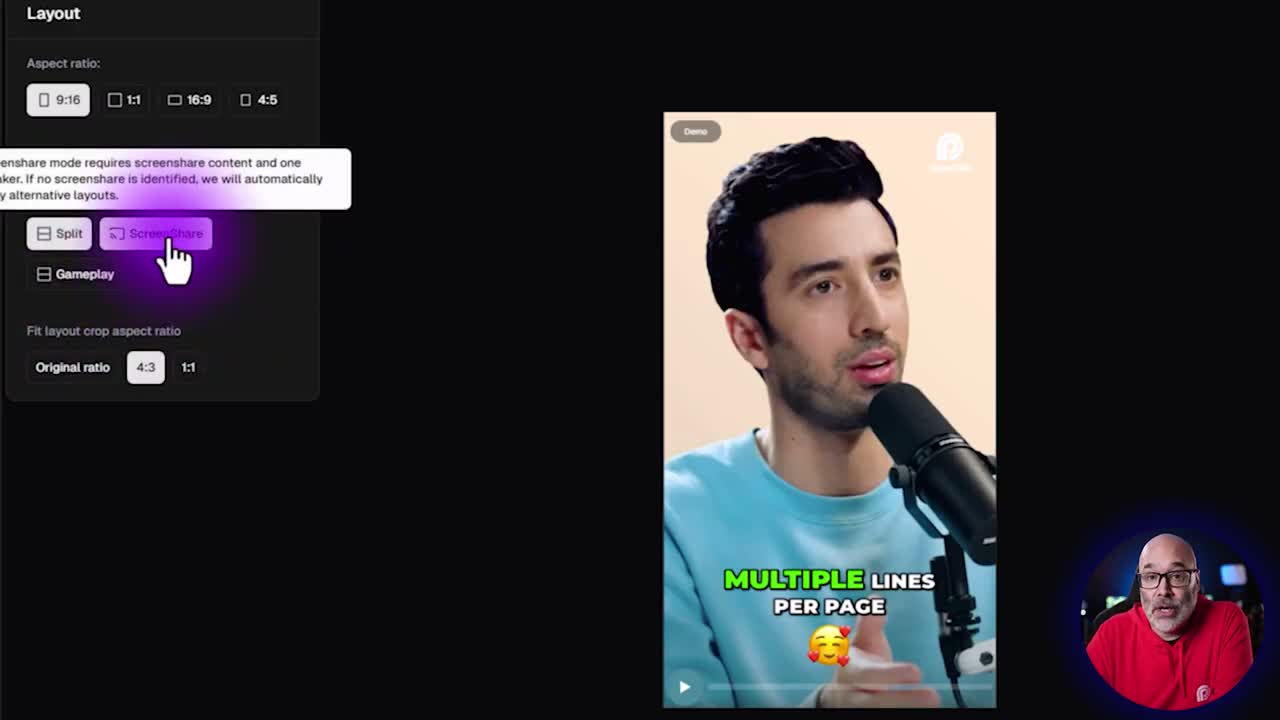 Layout
Aspect ratio:
9:16
1:1
16:9
4:5
enshare mode requires screenshare content and one
aker. If no screenshare is identified, we will automatically
y alternative layouts.
Split
ScreenShare
Gameplay
Fit layout crop aspect ratio
Original ratio
4:3
1:1
Demo
MULTIPLE LINES
PER PAGE